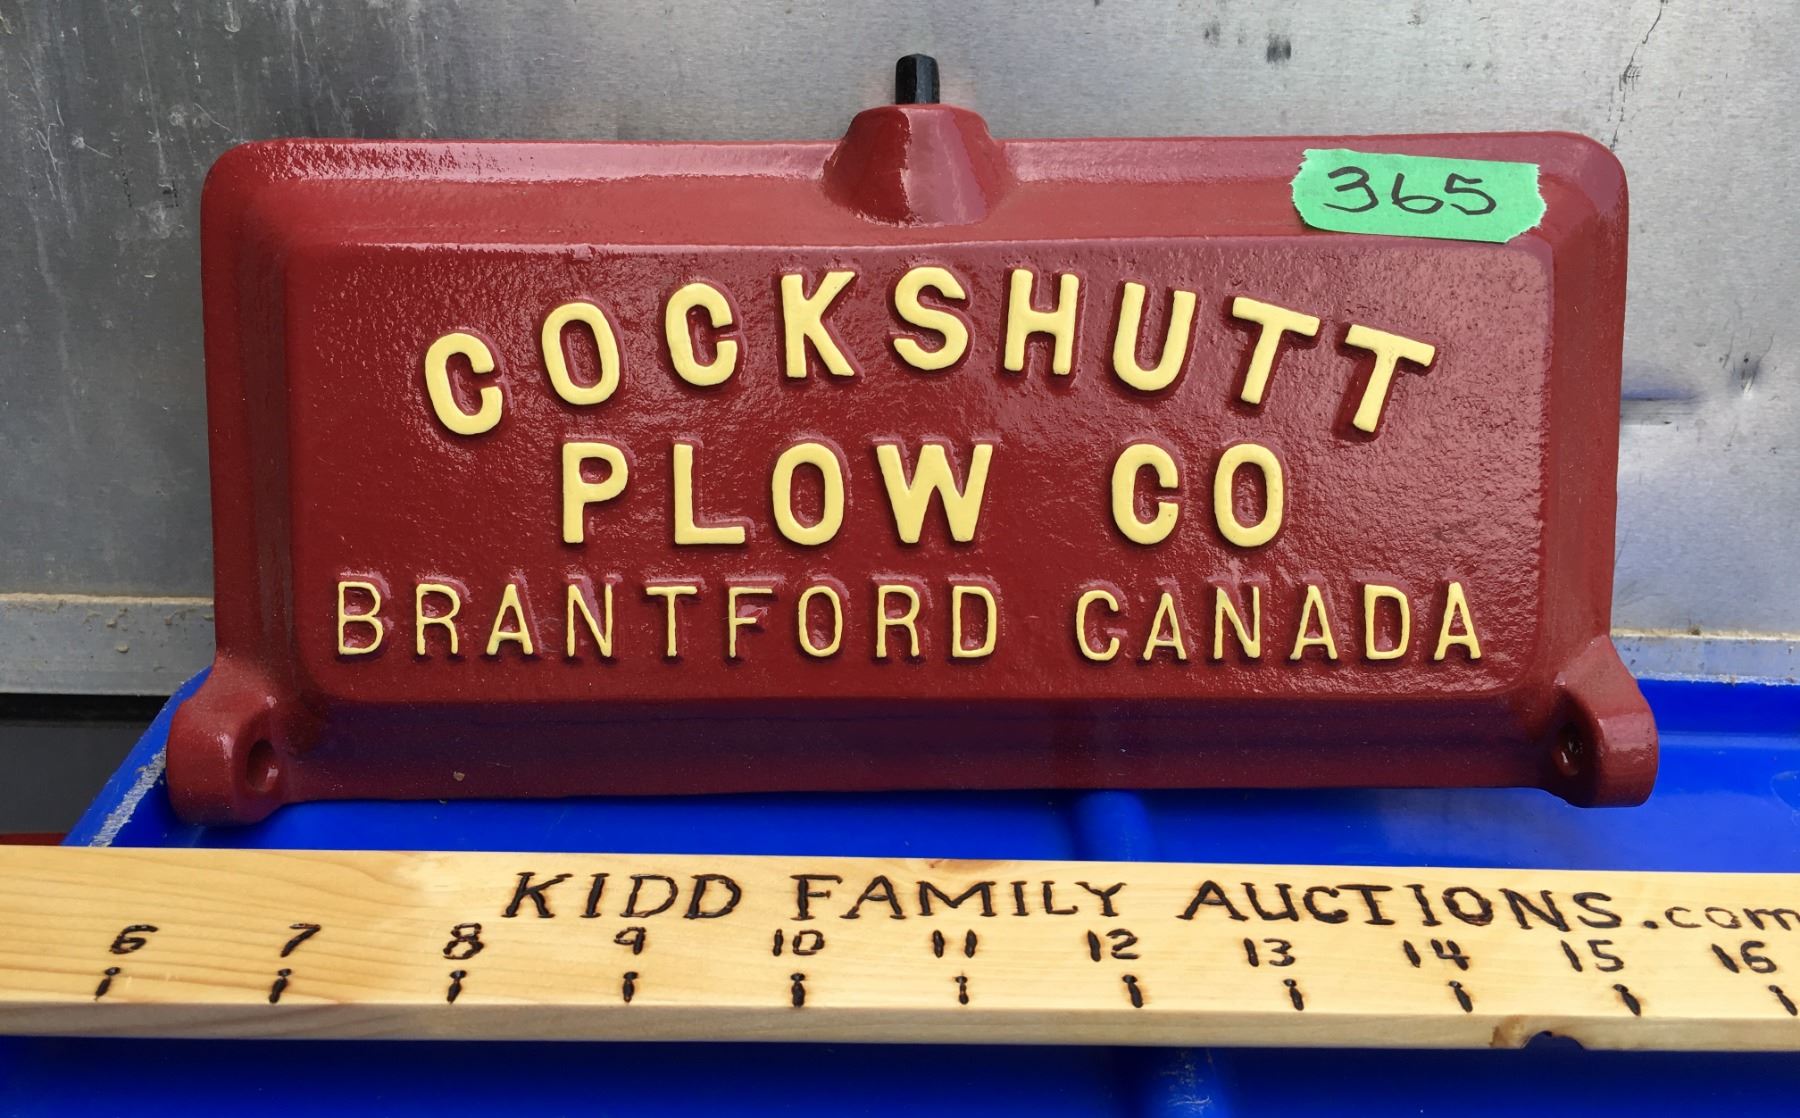 365
COCKSHUTT
PLOW CO
BRANTFORD CANADA
KIDD FAMILY AUCTIONS.com
6 7 8 9 10 11 12 13 14 15 16